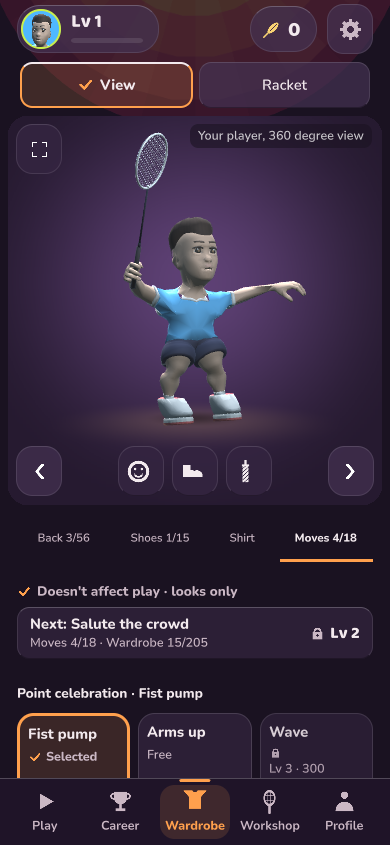 Lv 1
0
View
Racket
Your player, 360 degree view
Back 3/56
Shoes 1/15
Shirt
Moves 4/18
Doesn't affect play · looks only
Next: Salute the crowd
Moves 4/18 · Wardrobe 15/205
Lv 2
Point celebration · Fist pump
Fist pump
Selected
Arms up
Free
Wave
Lv 3 · 300
Play
Career
Wardrobe
Workshop
Profile